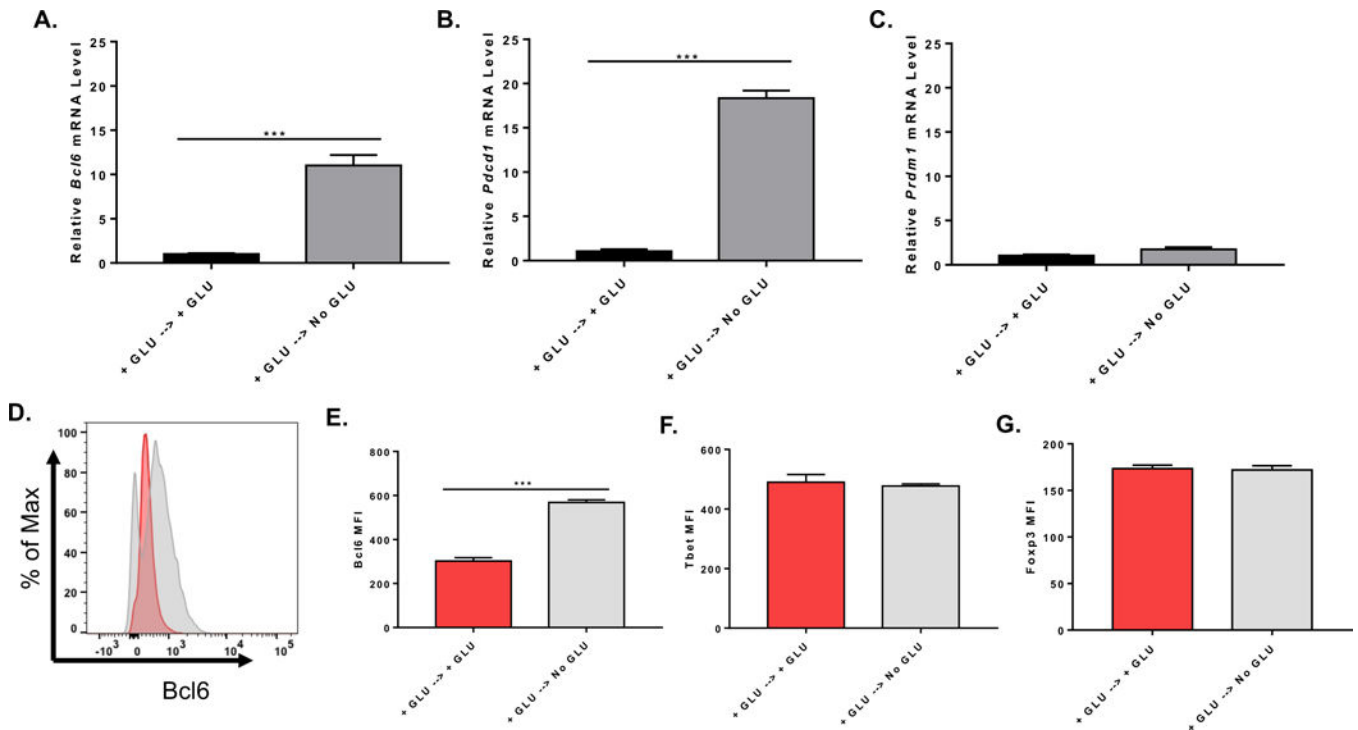 A.
Relative Bcl6 mRNA Level
25
20
15
10
5
0
***
+ GLU --> + GLU
+ GLU --> No GLU
B.
Relative Pdcd1 mRNA Level
25
20
15
10
5
0
***
+ GLU --> + GLU
+ GLU --> No GLU
C.
Relative Prdm1 mRNA Level
25
20
15
10
5
0
+ GLU --> + GLU
+ GLU --> No GLU
D.
% of Max
100
80
60
40
20
0
-10³ 0 10³ 10⁴ 10⁵
Bcl6
E.
Bcl6 MFI
800
600
400
200
0
***
+ GLU --> + GLU
+ GLU --> No GLU
F.
Tbet MFI
600
400
200
0
+ GLU --> + GLU
+ GLU --> No GLU
G.
Foxp3 MFI
200
150
100
50
0
+ GLU --> + GLU
+ GLU --> No GLU